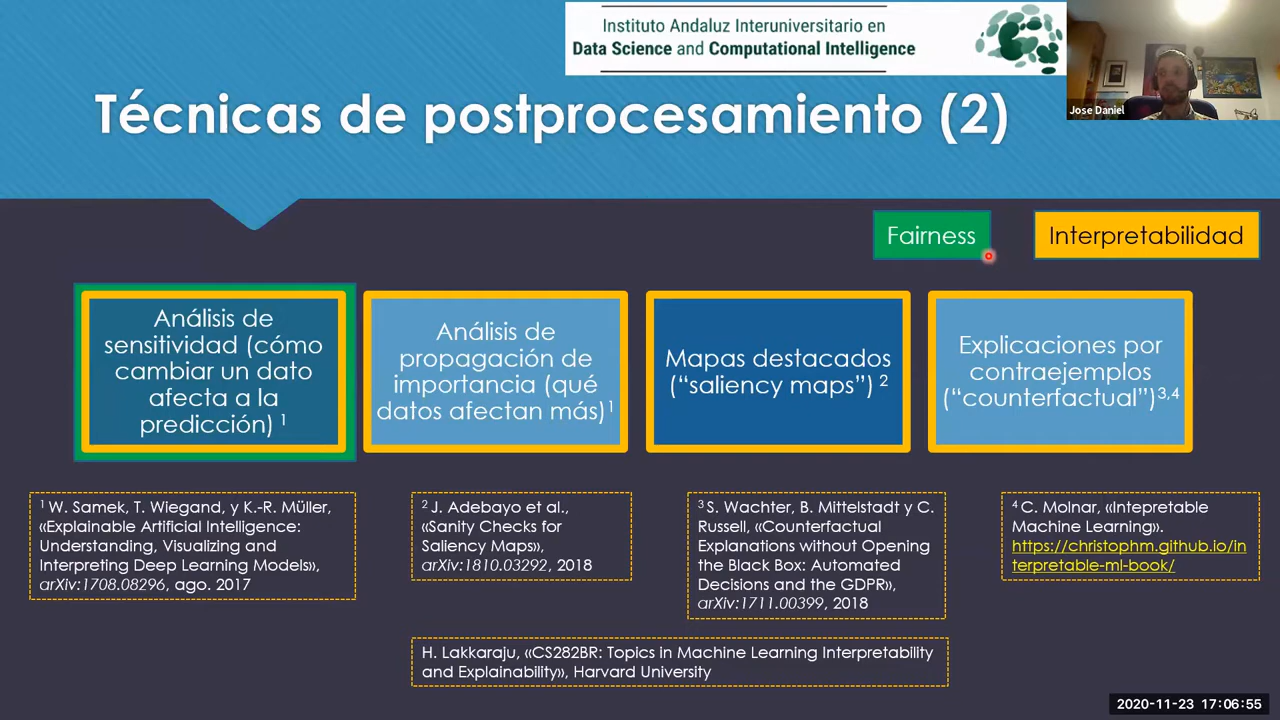 Instituto Andaluz Interuniversitario en
Data Science and Computational Intelligence
Jose Daniel
Técnicas de postprocesamiento (2)
Fairness
Interpretabilidad
Análisis de
sensitividad (cómo
cambiar un dato
afecta a la
predicción) 1
Análisis de
propagación de
importancia (qué
datos afectan más)1
Mapas destacados
(“saliency maps”) 2
Explicaciones por
contraejemplos
(“counterfactual”)3,4
1 W. Samek, T. Wiegand, y K.-R. Müller,
«Explainable Artificial Intelligence:
Understanding, Visualizing and
Interpreting Deep Learning Models»,
arXiv:1708.08296, ago. 2017
2 J. Adebayo et al.,
«Sanity Checks for
Saliency Maps»,
arXiv:1810.03292, 2018
3 S. Wachter, B. Mittelstadt y C.
Russell, «Counterfactual
Explanations without Opening
the Black Box: Automated
Decisions and the GDPR»,
arXiv:1711.00399, 2018
4 C. Molnar, «Intepretable
Machine Learning».
https://christophm.github.io/in
terpretable-ml-book/
H. Lakkaraju, «CS282BR: Topics in Machine Learning Interpretability
and Explainability», Harvard University
2020-11-23 17:06:55